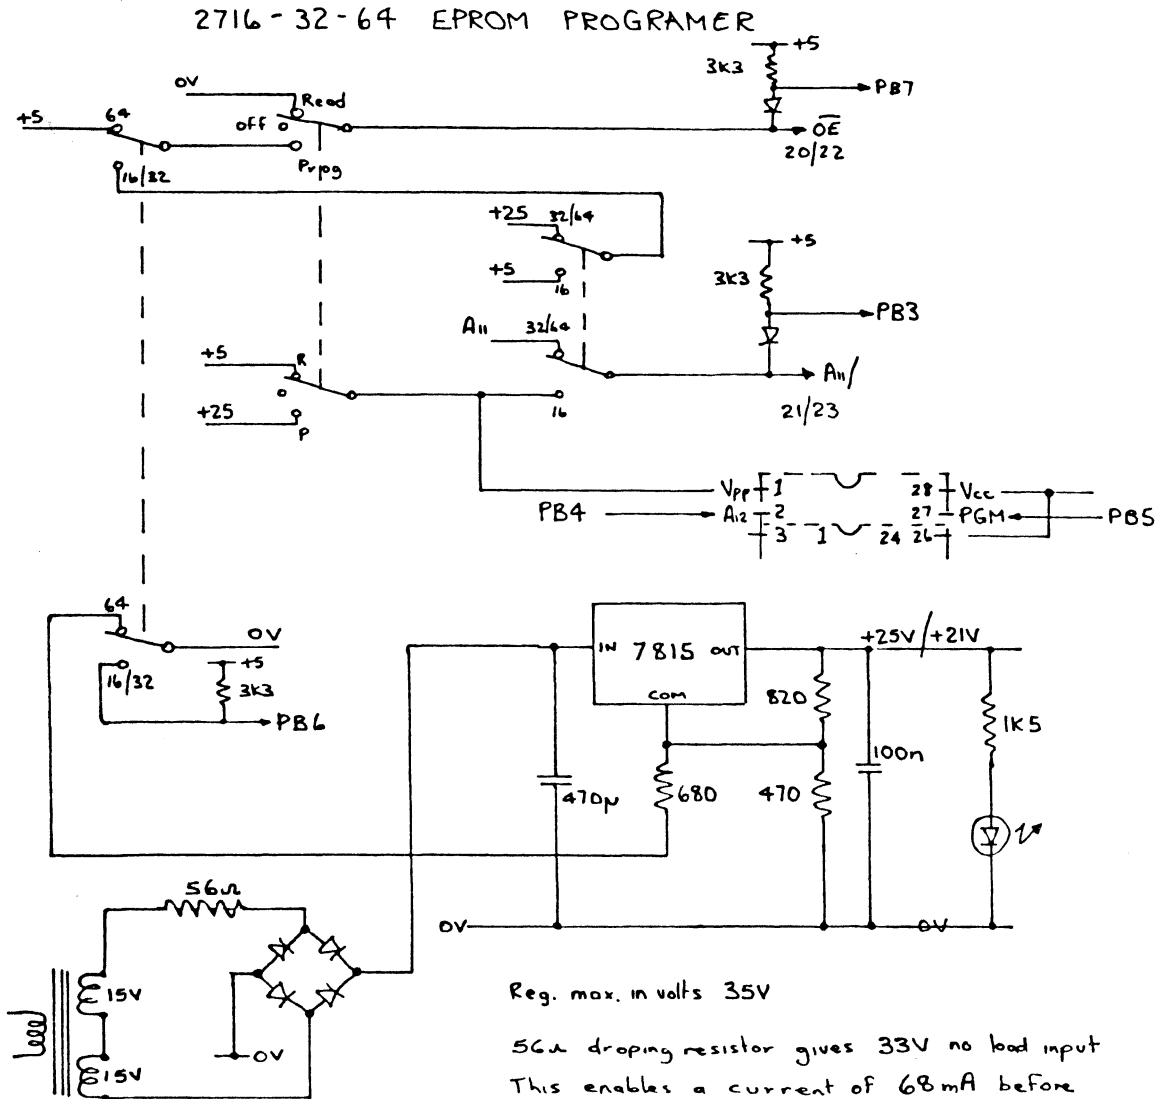 2716-32-64 EPROM PROGRAMER
+5
3K3
PB7
0V
Read
64
+5
off
OE
20/22
Prog
16/32
+25
32/64
+5
+5
16
3K3
PB3
A11
32/64
+5
R
A11/
21/23
+25
16
P
Vpp 1
28 Vcc
PB4
A12 2
27 PGM
PB5
3
1
24
26
64
0V
+5
16/32
3K3
PB6
IN
7815
OUT
COM
+25V/+21V
820
1K5
100n
470µ
680
470
56Ω
0V
0V
15V
15V
0V
Reg. max. in volts 35V
56Ω droping resistor gives 33V no load input
This enables a current of 68mA before